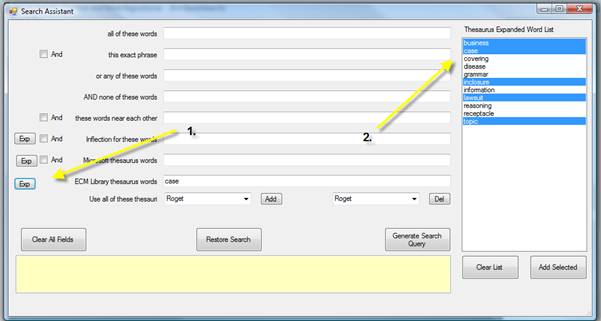 Search Assistant
all of these words
Thesaurus Expanded Word List
And this exact phrase
or any of these words
AND none of these words
And these words near each other
Exp And Inflection for these words
Exp And Microsoft thesaurus words
Exp ECM Library thesaurus words case
Use all of these thesauri Roget Add Roget Del
business
case
covering
disease
grammar
inclosure
information
lawsuit
reasoning
receptacle
topic
1.
2.
Clear All Fields
Restore Search
Generate Search
Query
Clear List
Add Selected